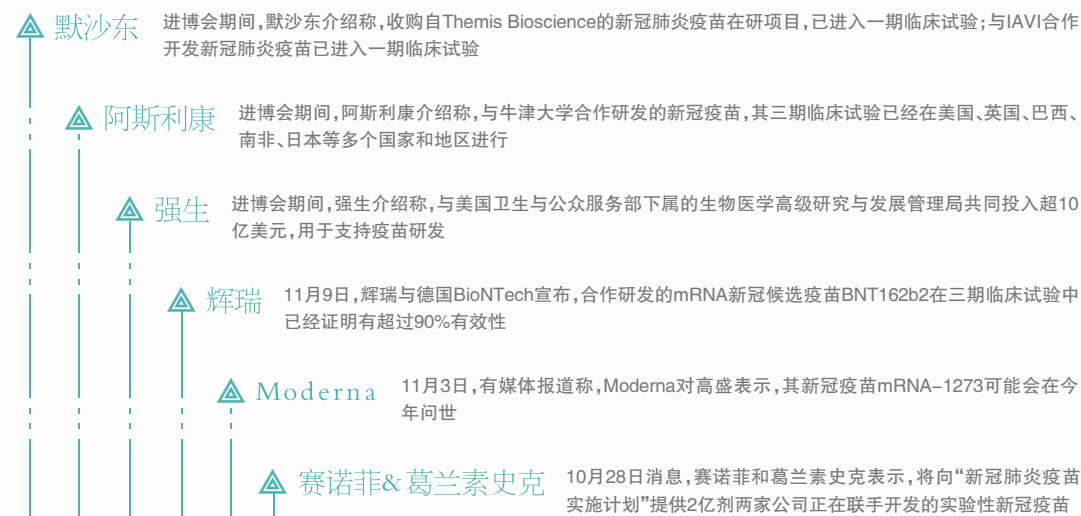 默沙东
进博会期间,默沙东介绍称,收购自Themis Bioscience的新冠肺炎疫苗在研项目,已进入一期临床试验;与IAVI合作
开发新冠肺炎疫苗已进入一期临床试验
阿斯利康
进博会期间,阿斯利康介绍称,与牛津大学合作研发的新冠疫苗,其三期临床试验已经在美国、英国、巴西、
南非、日本等多个国家和地区进行
强生
进博会期间,强生介绍称,与美国卫生与公众服务部下属的生物医学高级研究与发展管理局共同投入超10
亿美元,用于支持疫苗研发
辉瑞
11月9日,辉瑞与德国BioNTech宣布,合作研发的mRNA新冠候选疫苗BNT162b2在三期临床试验中
已经证明有超过90%有效性
Moderna
11月3日,有媒体报道称,Moderna对高盛表示,其新冠疫苗mRNA–1273可能会在今
年问世
赛诺菲&葛兰素史克
10月28日消息,赛诺菲和葛兰素史克表示,将向“新冠肺炎疫苗
实施计划”提供2亿剂两家公司正在联手开发的实验性新冠疫苗